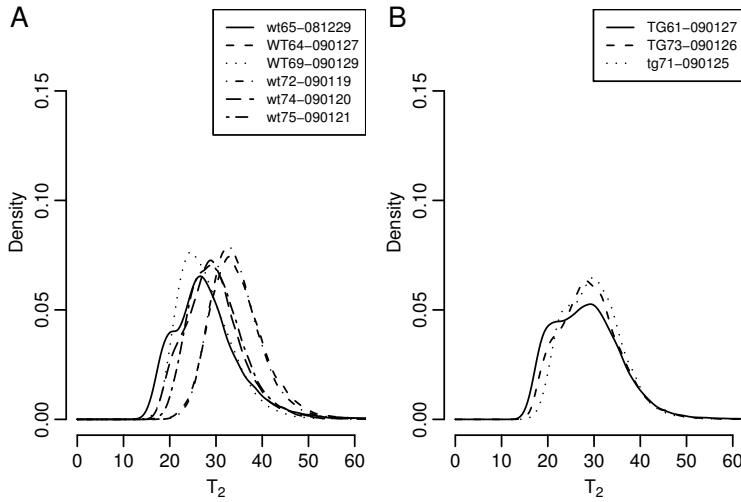 A
wt65−081229
WT64−090127
WT69−090129
wt72−090119
wt74−090120
wt75−090121
Density
0.15
0.10
0.05
0.00
0 10 20 30 40 50 60
T2
B
TG61−090127
TG73−090126
tg71−090125
Density
0.15
0.10
0.05
0.00
0 10 20 30 40 50 60
T2